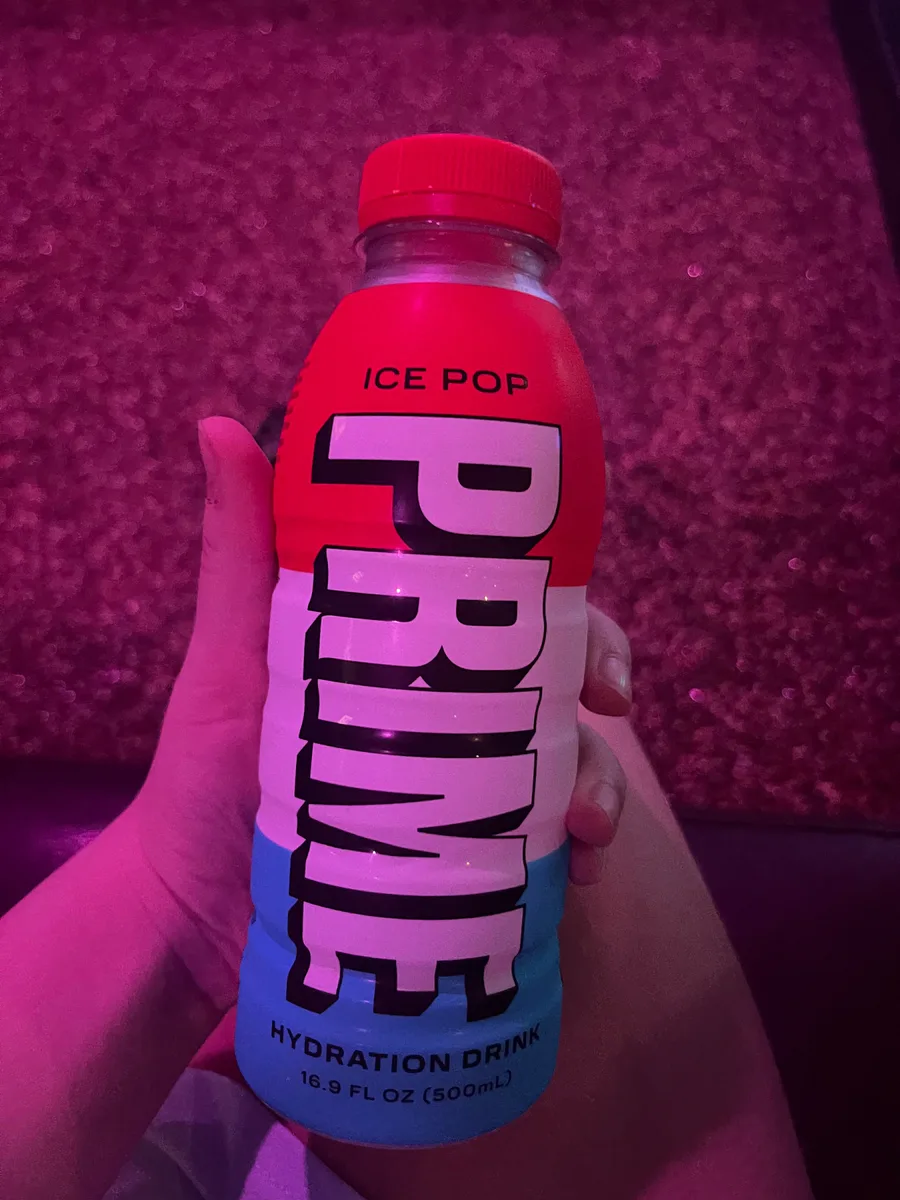 ICE POP
PRIME
HYDRATION DRINK
16.9 FL OZ (500mL)